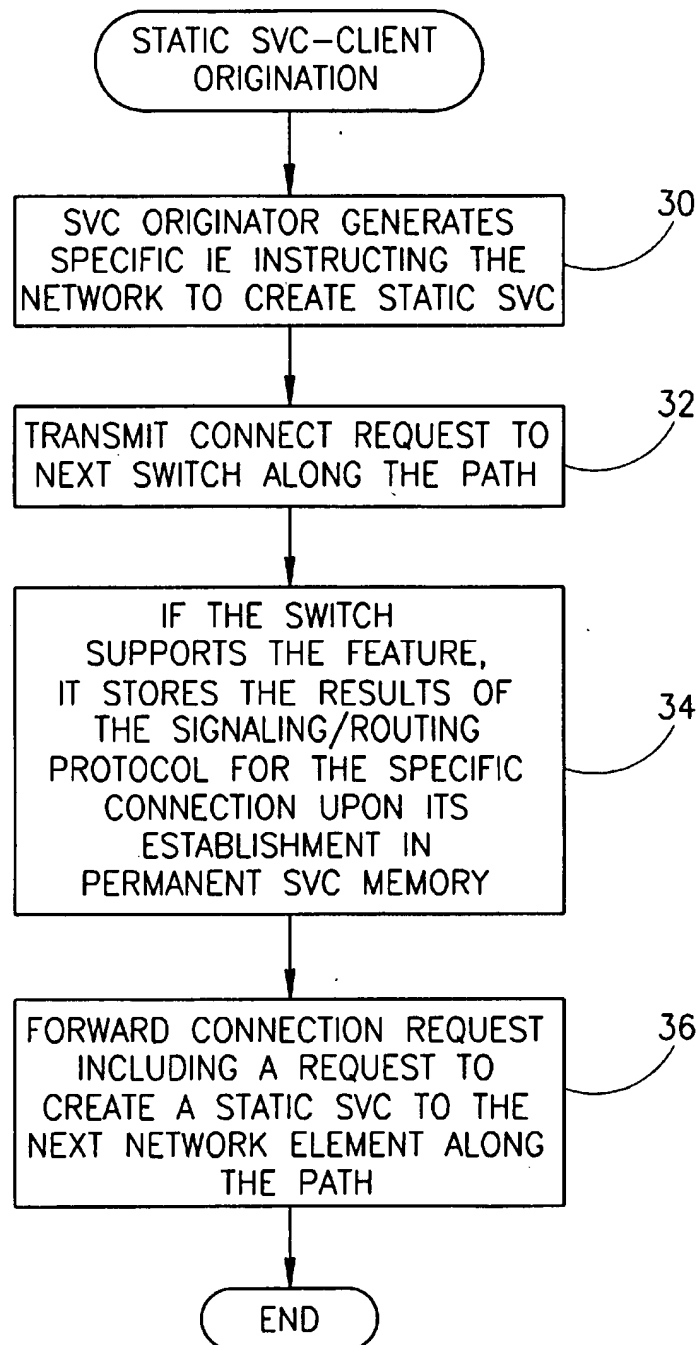 STATIC SVC-CLIENT
ORIGINATION
SVC ORIGINATOR GENERATES
SPECIFIC IE INSTRUCTING THE
NETWORK TO CREATE STATIC SVC
30
TRANSMIT CONNECT REQUEST TO
NEXT SWITCH ALONG THE PATH
32
IF THE SWITCH
SUPPORTS THE FEATURE,
IT STORES THE RESULTS OF
THE SIGNALING/ROUTING
PROTOCOL FOR THE SPECIFIC
CONNECTION UPON ITS
ESTABLISHMENT IN
PERMANENT SVC MEMORY
34
FORWARD CONNECTION REQUEST
INCLUDING A REQUEST TO
CREATE A STATIC SVC TO THE
NEXT NETWORK ELEMENT ALONG
THE PATH
36
END